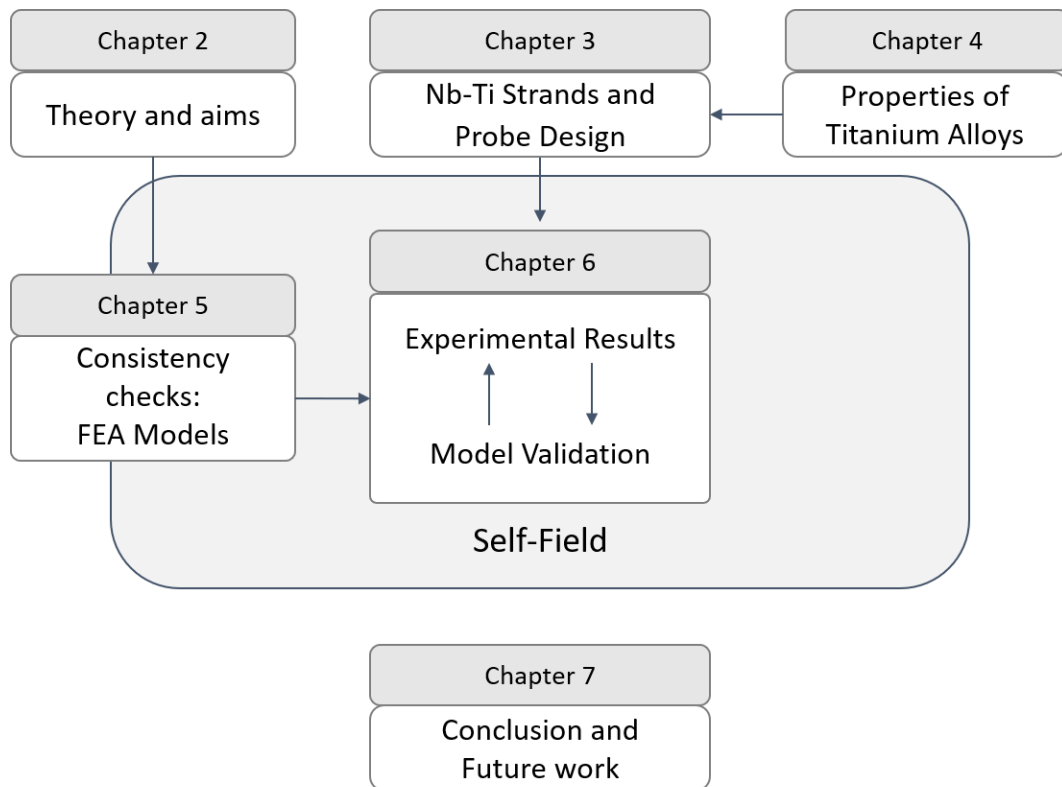 Chapter 2
Theory and aims
Chapter 3
Nb-Ti Strands and
Probe Design
Chapter 4
Properties of
Titanium Alloys
Chapter 5
Consistency
checks:
FEA Models
Chapter 6
Experimental Results
Model Validation
Self-Field
Chapter 7
Conclusion and
Future work